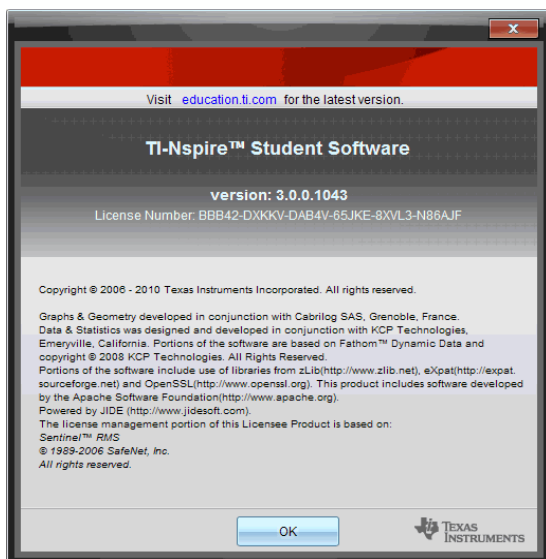 x
Visit education.ti.com for the latest version.
TI-Nspire™ Student Software
version: 3.0.0.1043
License Number: BBB42-DXKKV-DAB4V-65JKE-8XVL3-N86AJF
Copyright © 2006 - 2010 Texas Instruments Incorporated. All rights reserved.
Graphs & Geometry developed in conjunction with Cabrilog SAS, Grenoble, France.
Data & Statistics was designed and developed in conjunction with KCP Technologies,
Emeryville, California. Portions of the software are based on Fathom™ Dynamic Data and
copyright © 2008 KCP Technologies. All Rights Reserved.
Portions of the software include use of libraries from zLib(http://www.zlib.net), eXpat(http://expat.
sourceforge.net) and OpenSSL(http://www.openssl.org). This product includes software developed
by the Apache Software Foundation(http://www.apache.org).
Powered by JIDE (http://www.jidesoft.com).
The license management portion of this Licensee Product is based on:
Sentinel™ RMS
© 1989-2006 SafeNet, Inc.
All rights reserved.
OK
TEXAS
INSTRUMENTS